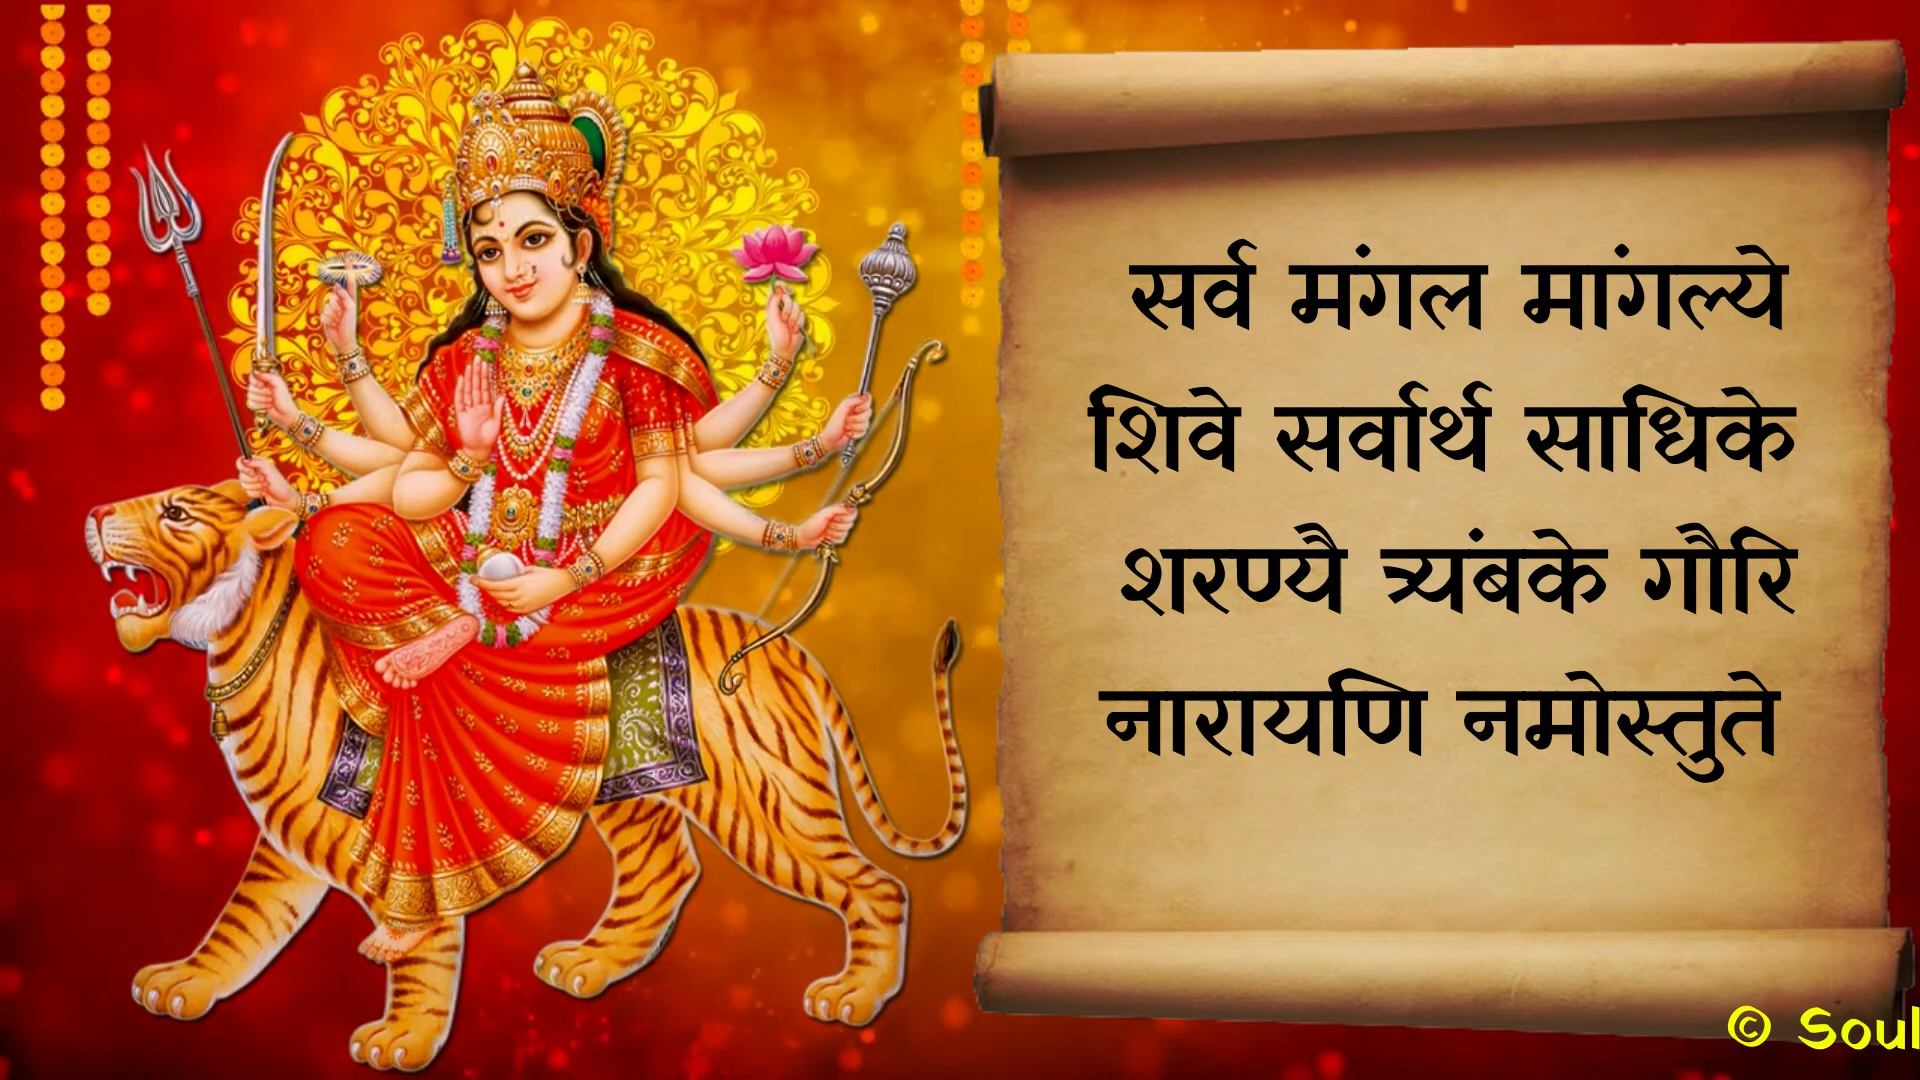 सर्व मंगल मांगल्ये
शिवे सर्वार्थ साधिके
शरण्यै त्र्यंबके गौरि
नारायणि नमोस्तुते
© Soul